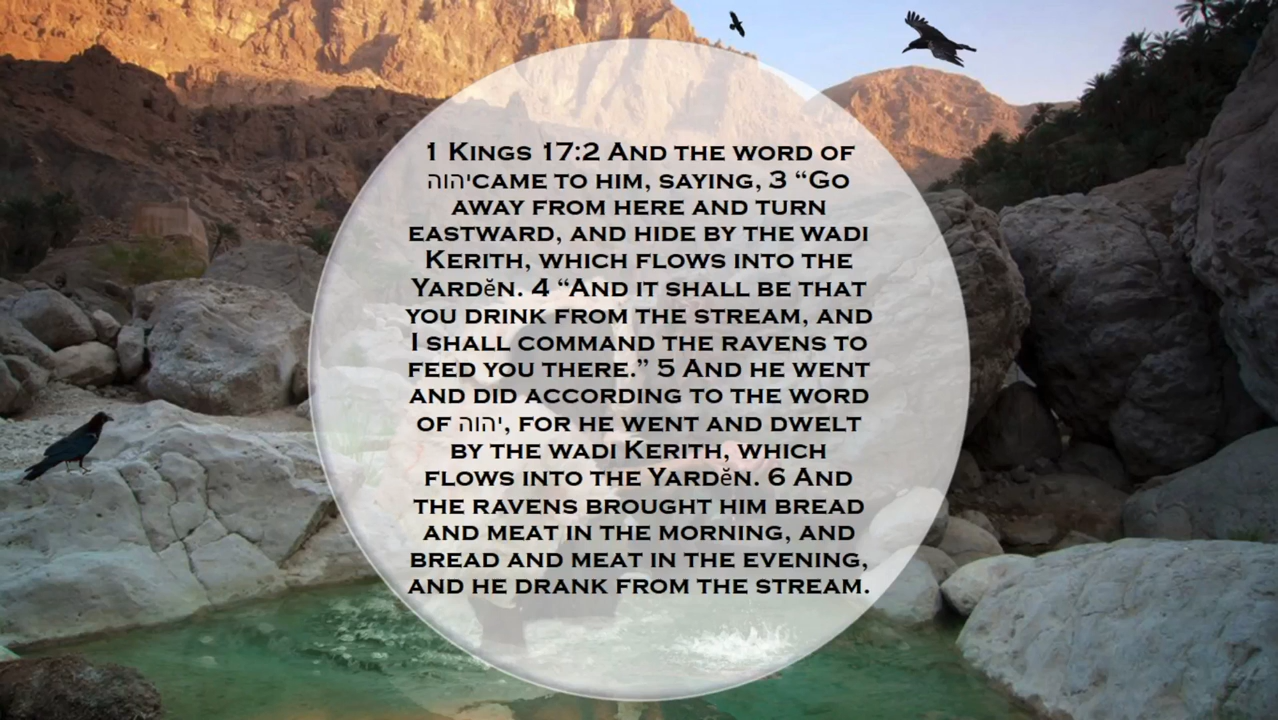 1 Kings 17:2 And the word of
יהוה came to him, saying, 3 “Go
away from here and turn
eastward, and hide by the wadi
Kerith, which flows into the
Yarděn. 4 “And it shall be that
you drink from the stream, and
I shall command the ravens to
feed you there.” 5 And he went
and did according to the word
of יהוה, for he went and dwelt
by the wadi Kerith, which
flows into the Yarděn. 6 And
the ravens brought him bread
and meat in the morning, and
bread and meat in the evening,
and he drank from the stream.